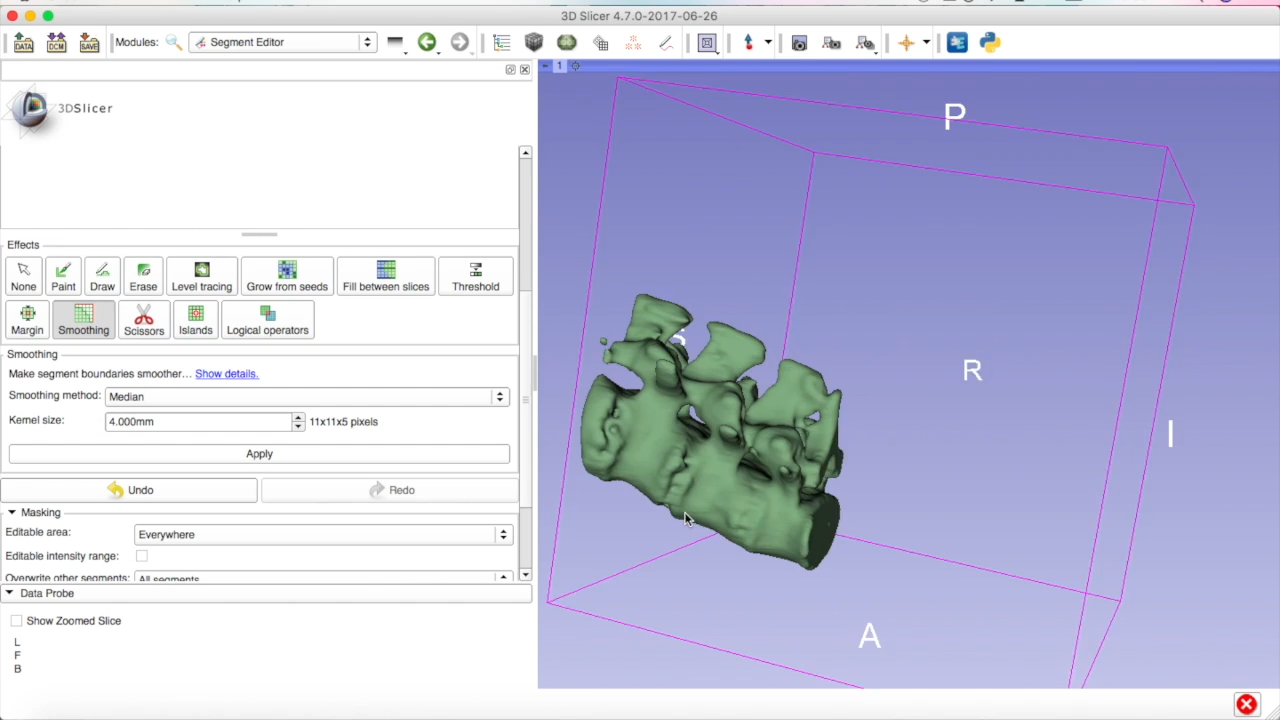 3D Slicer 4.7.0-2017-06-26
DATA DCM SAVE Modules: Segment Editor
1
3DSlicer
Effects
None Paint Draw Erase Level tracing Grow from seeds Fill between slices Threshold
Margin Smoothing Scissors Islands Logical operators
Smoothing
Make segment boundaries smoother... Show details.
Smoothing method: Median
Kernel size: 4.000mm 11x11x5 pixels
Apply
Undo Redo
Masking
Editable area: Everywhere
Editable intensity range:
Overwrite other segments: All segments
Data Probe
Show Zoomed Slice
L
F
B
P
S
R
I
A